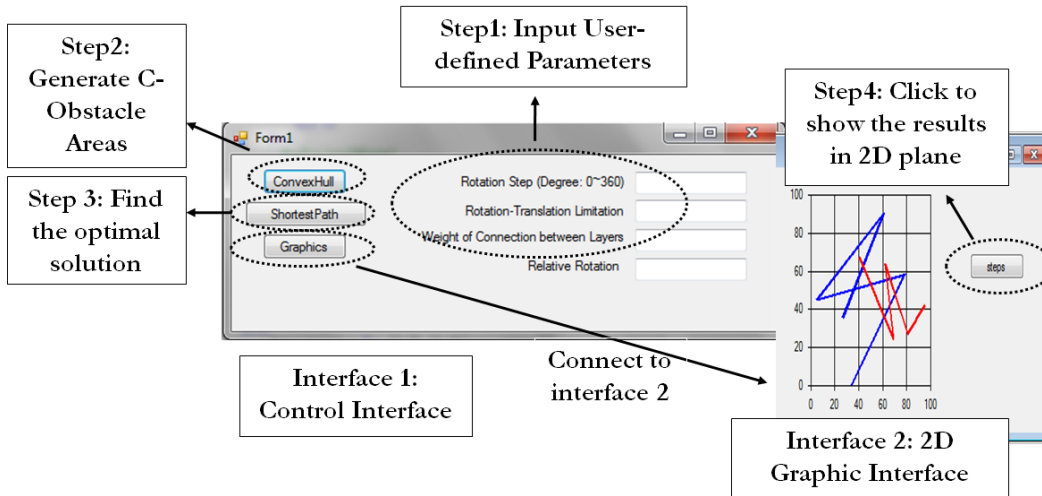 Step1: Input User-
defined Parameters
Step2:
Generate C-
Obstacle
Areas
Step4: Click to
show the results
in 2D plane
Form1
ConvexHull
Rotation Step (Degree: 0~360)
Step 3: Find
the optimal
solution
ShortestPath
Rotation-Translation Limitation
Graphics
Weight of Connection between Layers
Relative Rotation
100
80
60
40
20
0
0 20 40 60 80 100
steps
Interface 1:
Control Interface
Connect to
interface 2
Interface 2: 2D
Graphic Interface